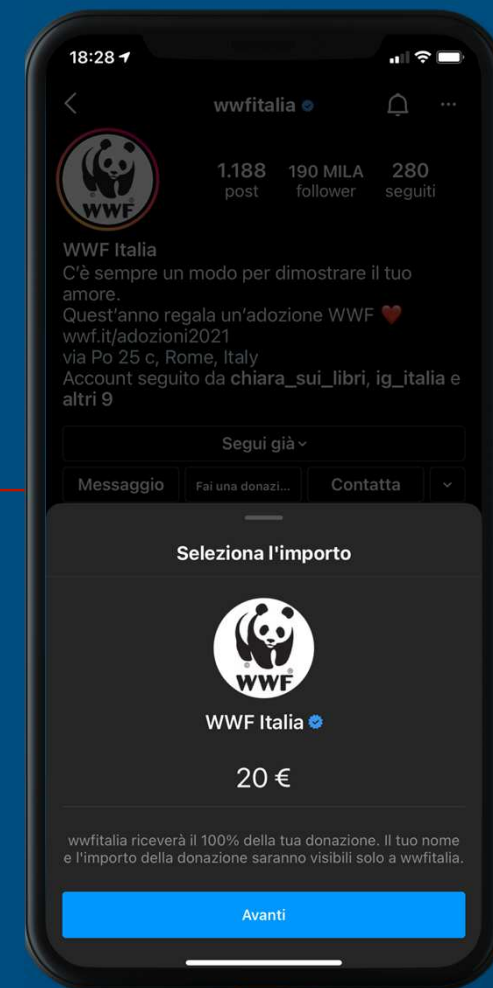 18:28
wwfitalia
WWF
1.188 190 MILA 280
post follower seguiti
WWF Italia
C'è sempre un modo per dimostrare il tuo
amore.
Quest'anno regala un'adozione WWF ❤️
wwf.it/adozioni2021
via Po 25 c, Rome, Italy
Account seguito da chiara_sui_libri, ig_italia e
altri 9
Segui già
Messaggio Fai una donazi... Contatta
Seleziona l'importo
WWF
WWF Italia
20 €
wwfitalia riceverà il 100% della tua donazione. Il tuo nome
e l'importo della donazione saranno visibili solo a wwfitalia.
Avanti